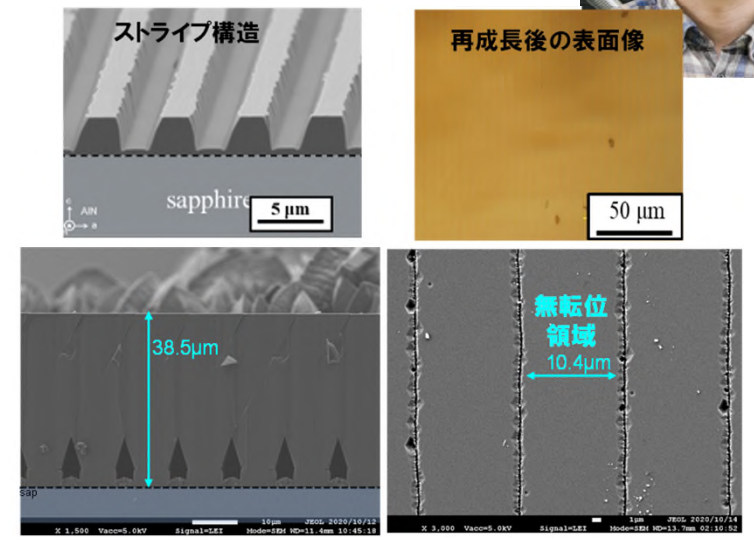 ストライプ構造
sapphire
5 μm
c
AlN
a
再成長後の表面像
50 μm
38.5μm
sap
10μm JEOL 2020/10/12
X 1,500 Vacc=5.0kV Signal=LEI Mode=SEM WD=11.4mm 10:45:18
無転位
領域
10.4μm
1μm JEOL 2020/10/14
X 3,000 Vacc=5.0kV Signal=LEI Mode=SEM WD=13.7mm 02:10:52